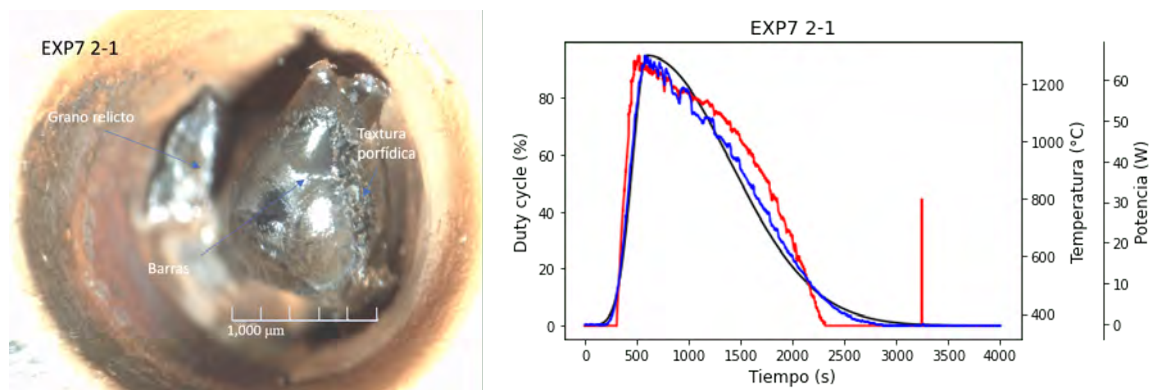 EXP7 2-1
Grano relicto
Textura
porfídica
Barras
1,000 µm
EXP7 2-1
Duty cycle (%)
80
60
40
20
0
0
500
1000
1500
2000
2500
3000
3500
4000
Tiempo (s)
1200
1000
800
600
400
Temperatura (°C)
60
50
40
30
20
10
0
Potencia (W)